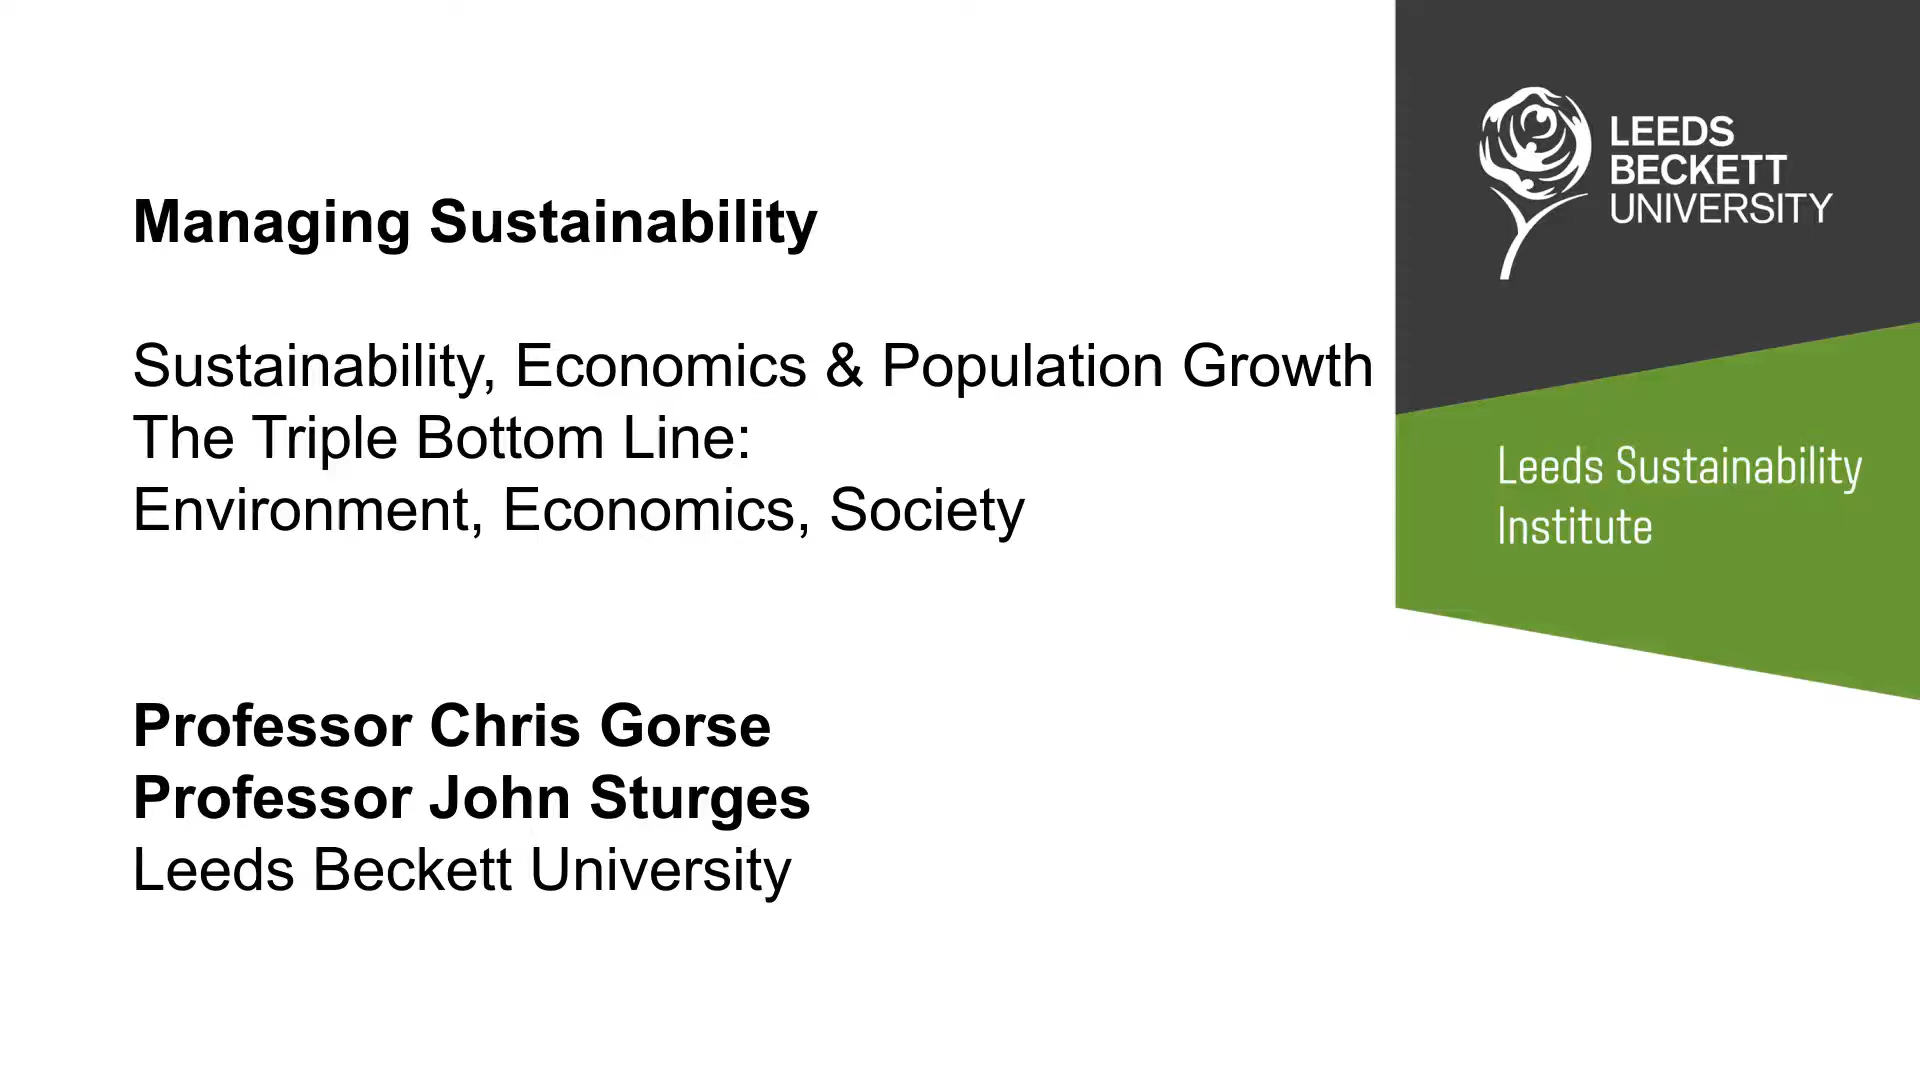 Managing Sustainability
Sustainability, Economics & Population Growth
The Triple Bottom Line:
Environment, Economics, Society
Professor Chris Gorse
Professor John Sturges
Leeds Beckett University
LEEDS
BECKETT
UNIVERSITY
Leeds Sustainability
Institute